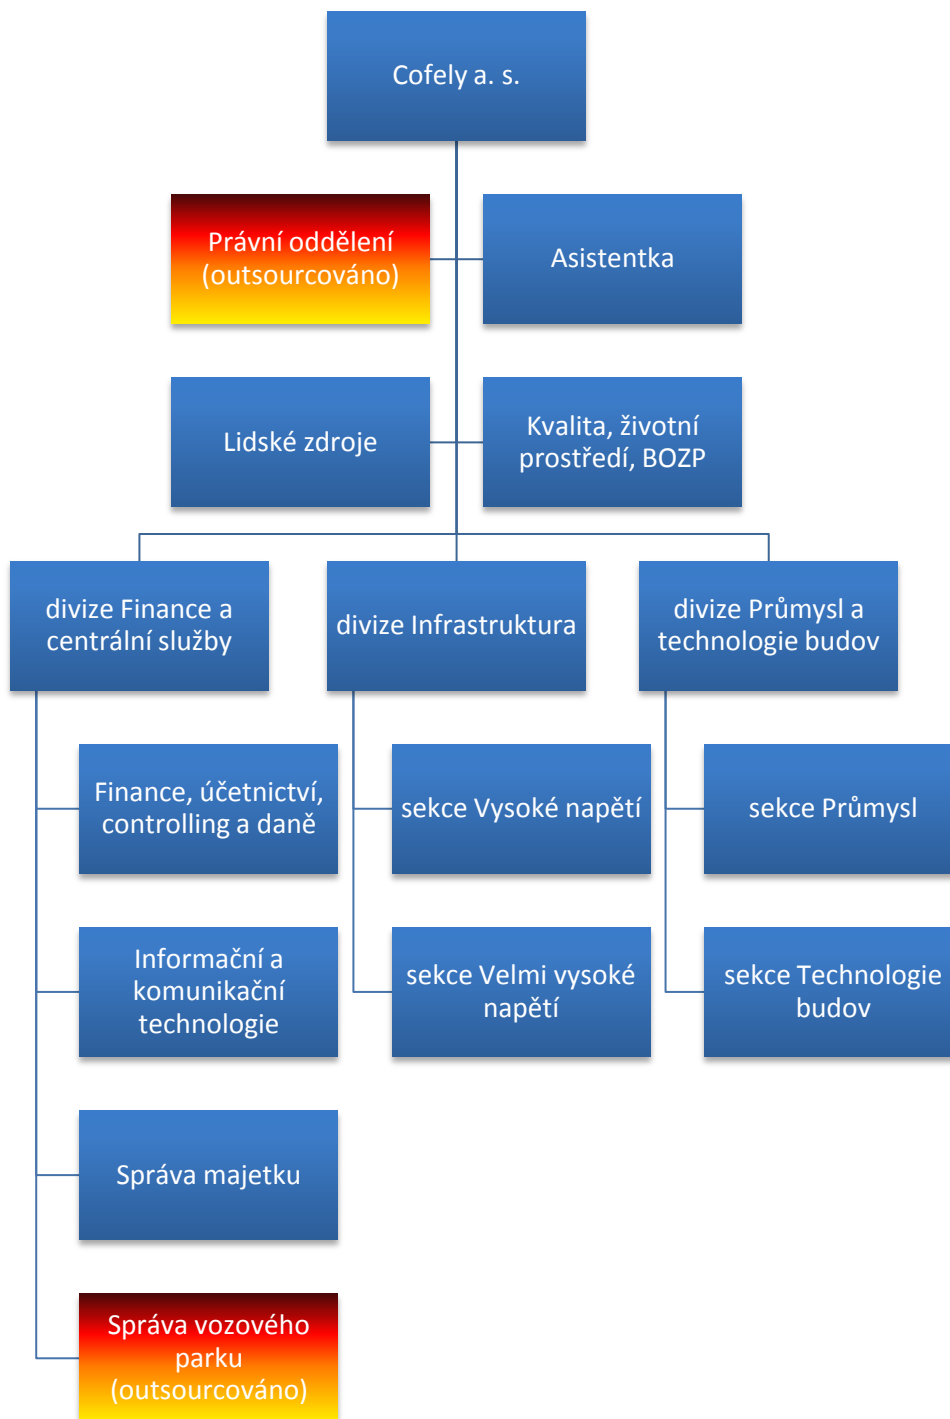 Cofely a. s.
Právní oddělení
(outsourcováno)
Asistentka
Lidské zdroje
Kvalita, životní
prostředí, BOZP
divize Finance a
centrální služby
divize Infrastruktura
divize Průmysl a
technologie budov
Finance, účetnictví,
controlling a daně
sekce Vysoké napětí
sekce Průmysl
Informační a
komunikační
technologie
sekce Velmi vysoké
napětí
sekce Technologie
budov
Správa majetku
Správa vozového
parku
(outsourcováno)